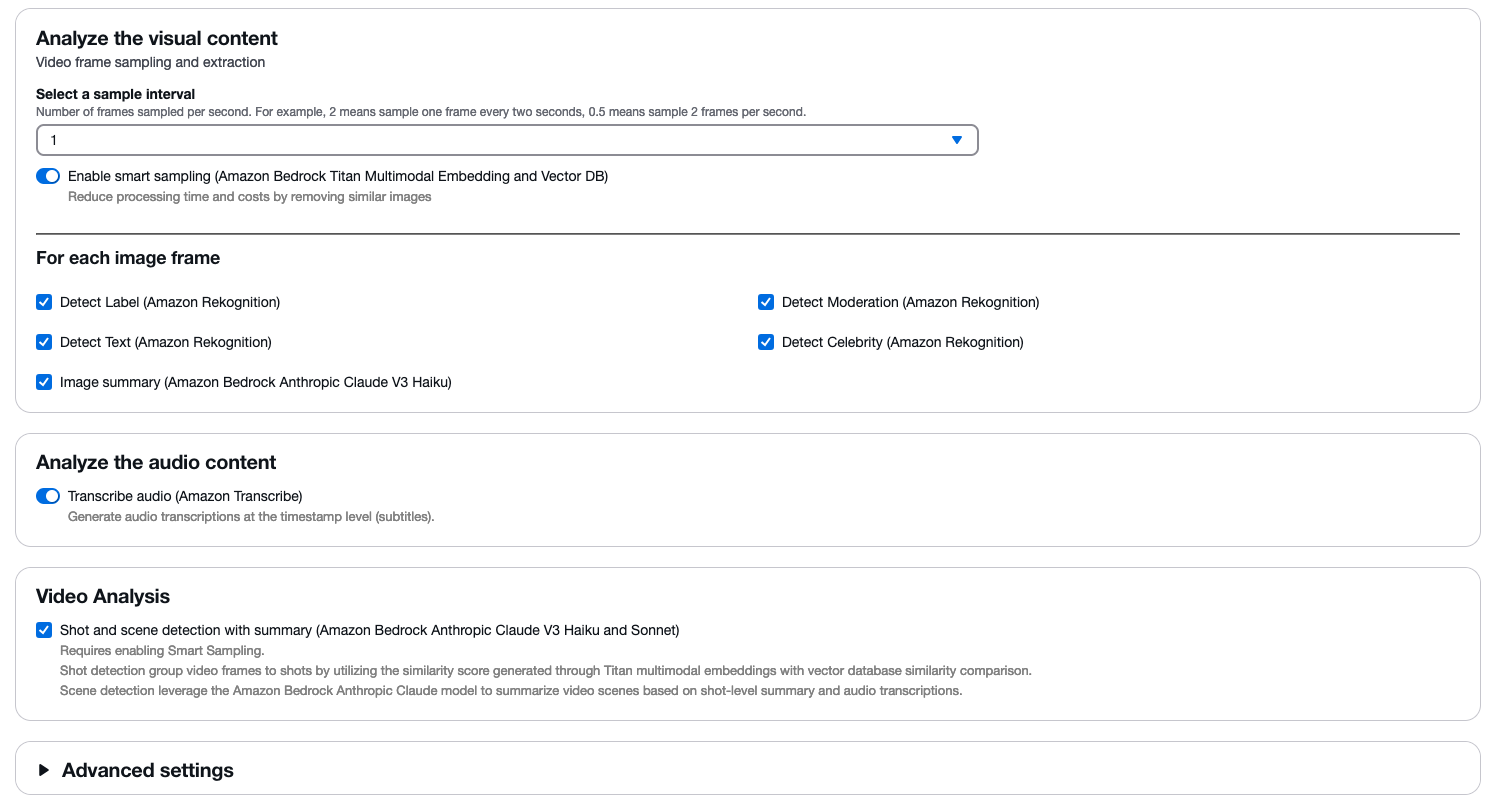 Analyze the visual content
Video frame sampling and extraction
Select a sample interval
Number of frames sampled per second. For example, 2 means sample one frame every two seconds, 0.5 means sample 2 frames per second.
1
Enable smart sampling (Amazon Bedrock Titan Multimodal Embedding and Vector DB)
Reduce processing time and costs by removing similar images
For each image frame
Detect Label (Amazon Rekognition)
Detect Moderation (Amazon Rekognition)
Detect Text (Amazon Rekognition)
Detect Celebrity (Amazon Rekognition)
Image summary (Amazon Bedrock Anthropic Claude V3 Haiku)
Analyze the audio content
Transcribe audio (Amazon Transcribe)
Generate audio transcriptions at the timestamp level (subtitles).
Video Analysis
Shot and scene detection with summary (Amazon Bedrock Anthropic Claude V3 Haiku and Sonnet)
Requires enabling Smart Sampling.
Shot detection group video frames to shots by utilizing the similarity score generated through Titan multimodal embeddings with vector database similarity comparison.
Scene detection leverage the Amazon Bedrock Anthropic Claude model to summarize video scenes based on shot-level summary and audio transcriptions.
Advanced settings